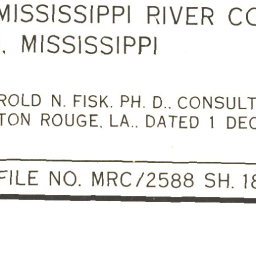 MISSISSIPPI RIVER CO
, MISSISSIPPI
ROLD N. FISK, PH. D., CONSULT
TON ROUGE, LA., DATED 1 DEC
FILE NO. MRC/2588 SH. 18